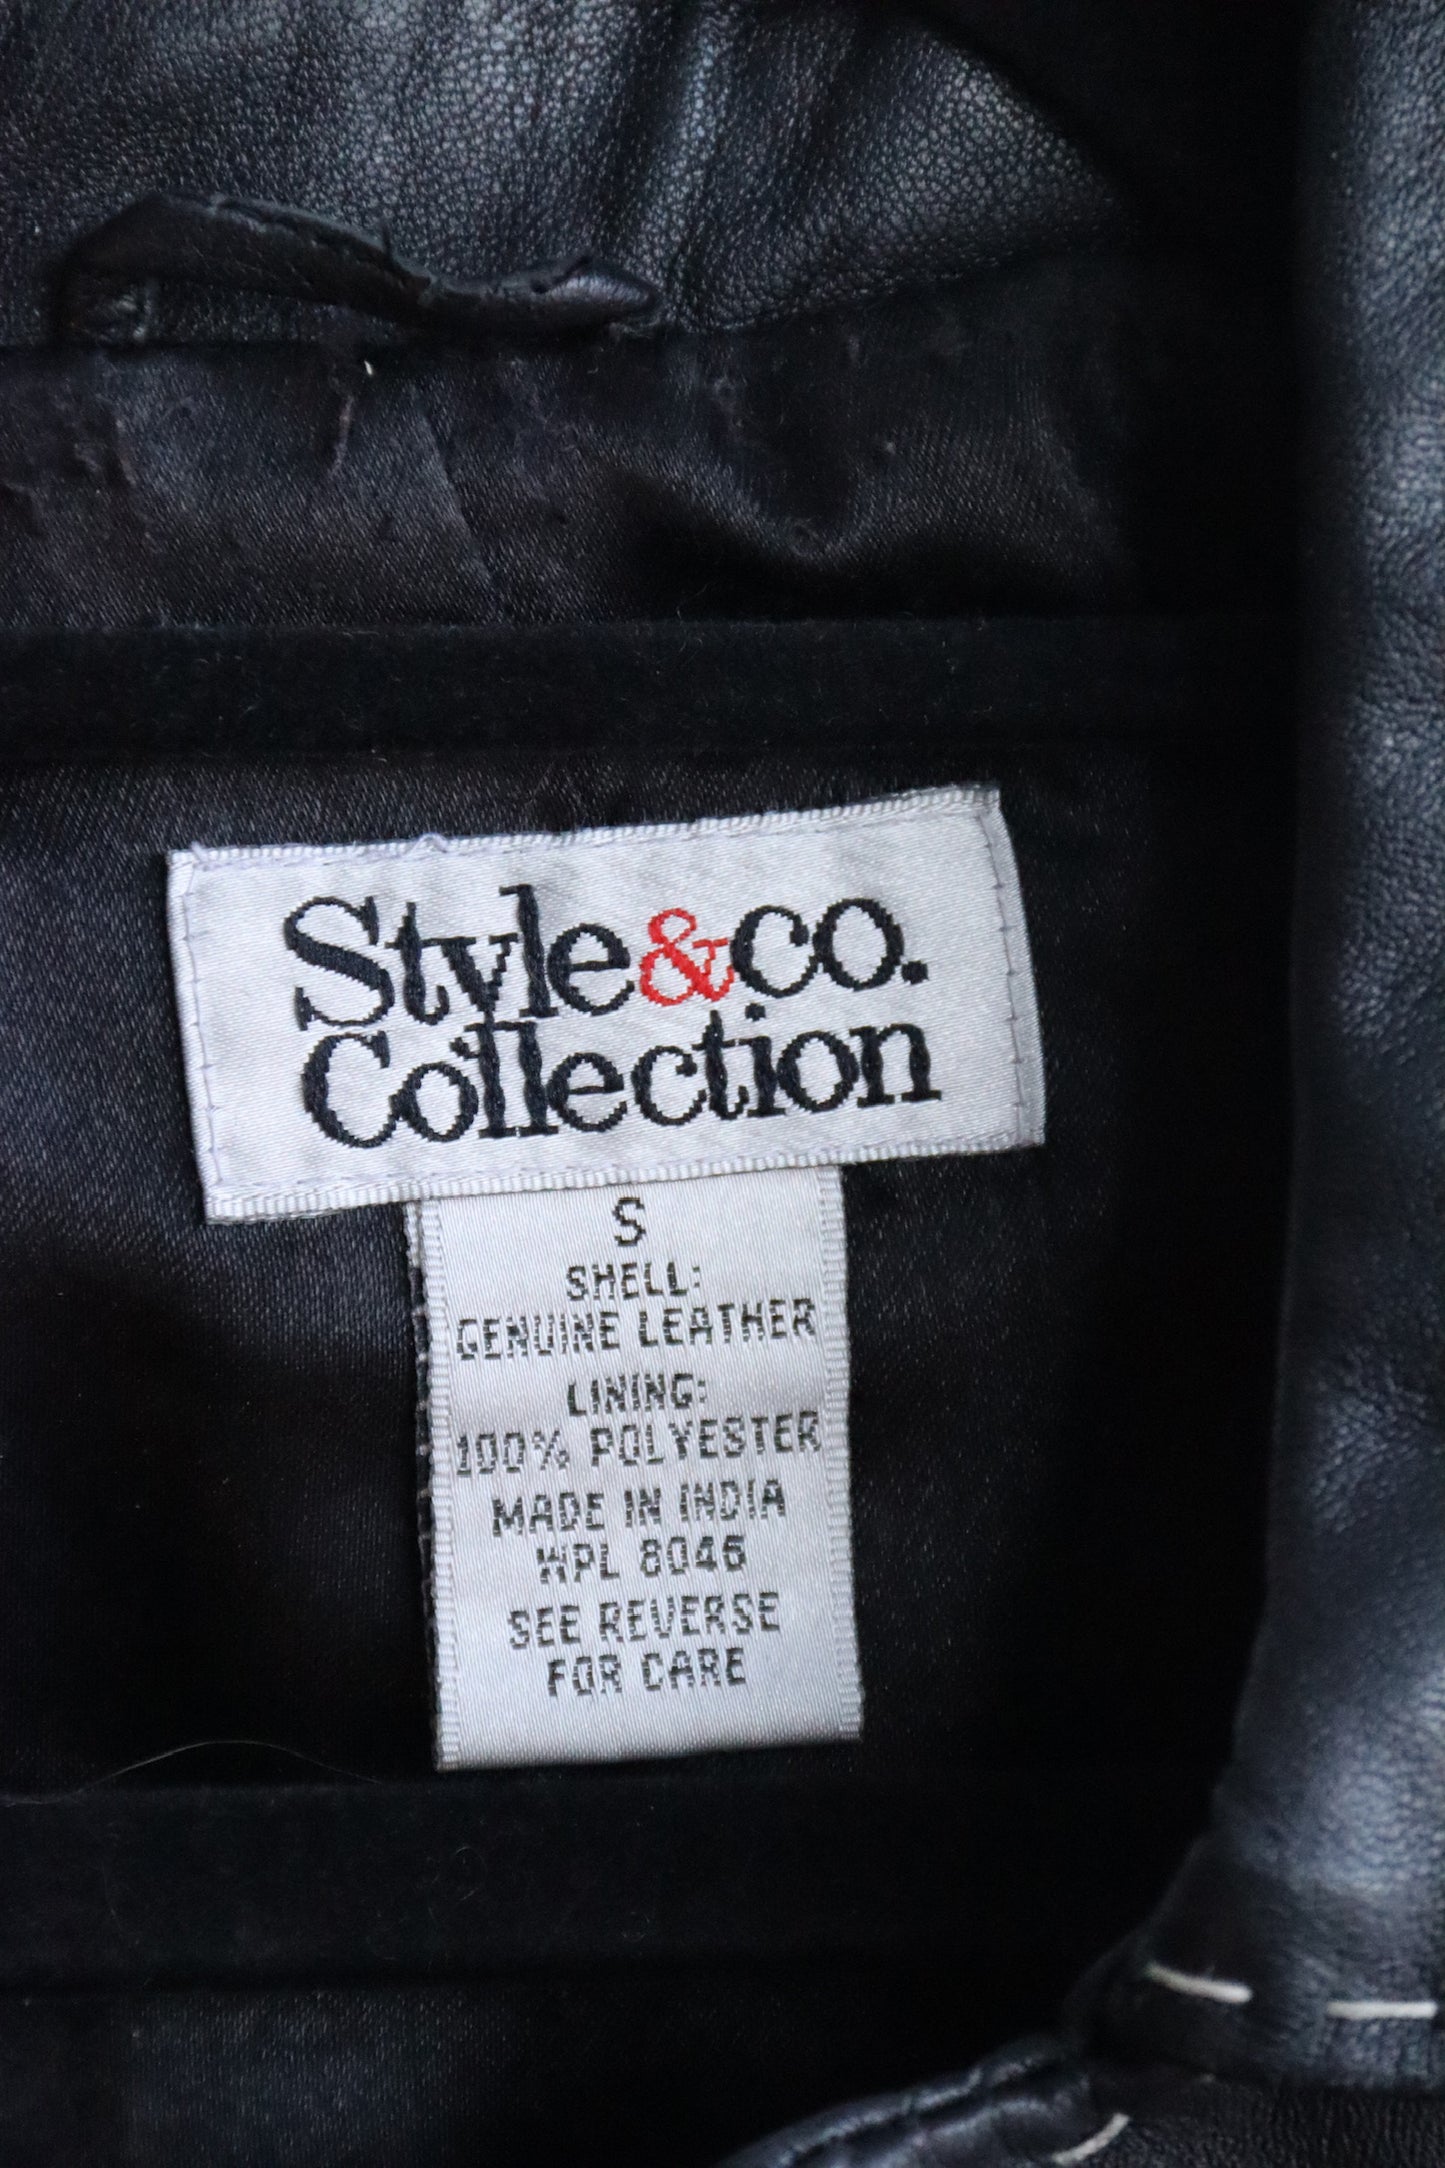 Style&co.
Collection
S
SHELL:
GENUINE LEATHER
LINING:
100% POLYESTER
MADE IN INDIA
WPL 8046
SEE REVERSE
FOR CARE